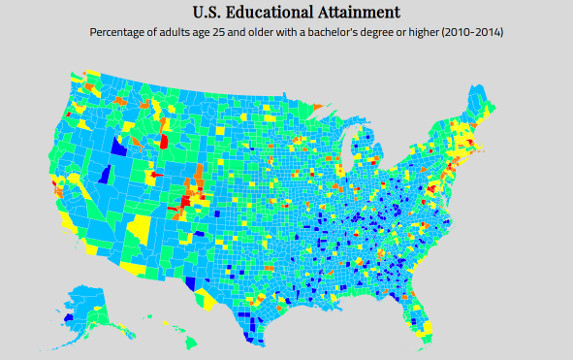 U.S. Educational Attainment
Percentage of adults age 25 and older with a bachelor's degree or higher (2010-2014)